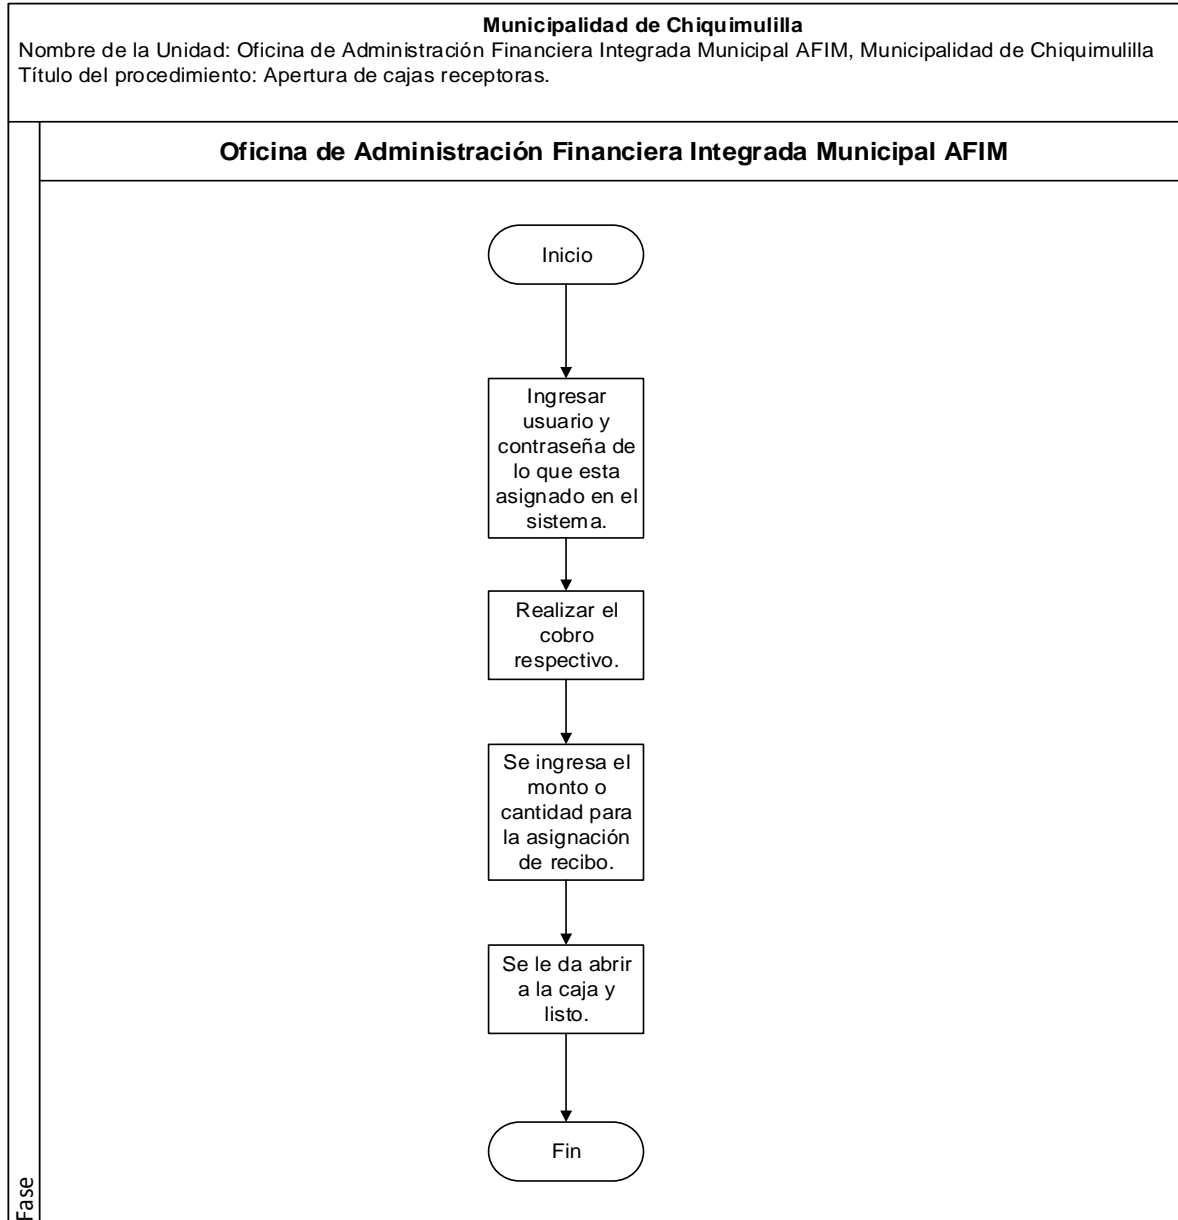 Municipalidad de Chiquimulilla
Nombre de la Unidad: Oficina de Administración Financiera Integrada Municipal AFIM, Municipalidad de Chiquimulilla
Título del procedimiento: Apertura de cajas receptoras.
Oficina de Administración Financiera Integrada Municipal AFIM
Inicio
Ingresar
usuario y
contraseña de
lo que esta
asignado en el
sistema.
Realizar el
cobro
respectivo.
Se ingresa el
monto o
cantidad para
la asignación
de recibo.
Se le da abrir
a la caja y
listo.
Fin
Fase